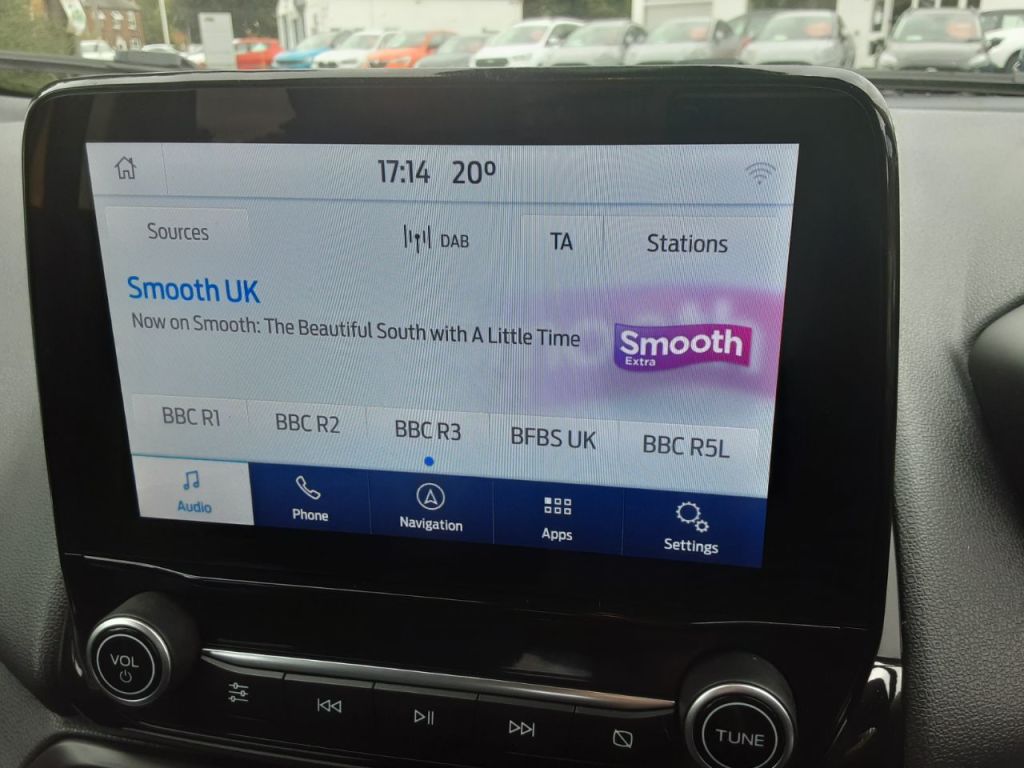 17:14 20º
Sources
DAB
TA
Stations
Smooth UK
Now on Smooth: The Beautiful South with A Little Time
Smooth
Extra
BBC R1
BBC R2
BBC R3
BFBS UK
BBC R5L
Audio
Phone
Navigation
Apps
Settings
VOL
TUNE